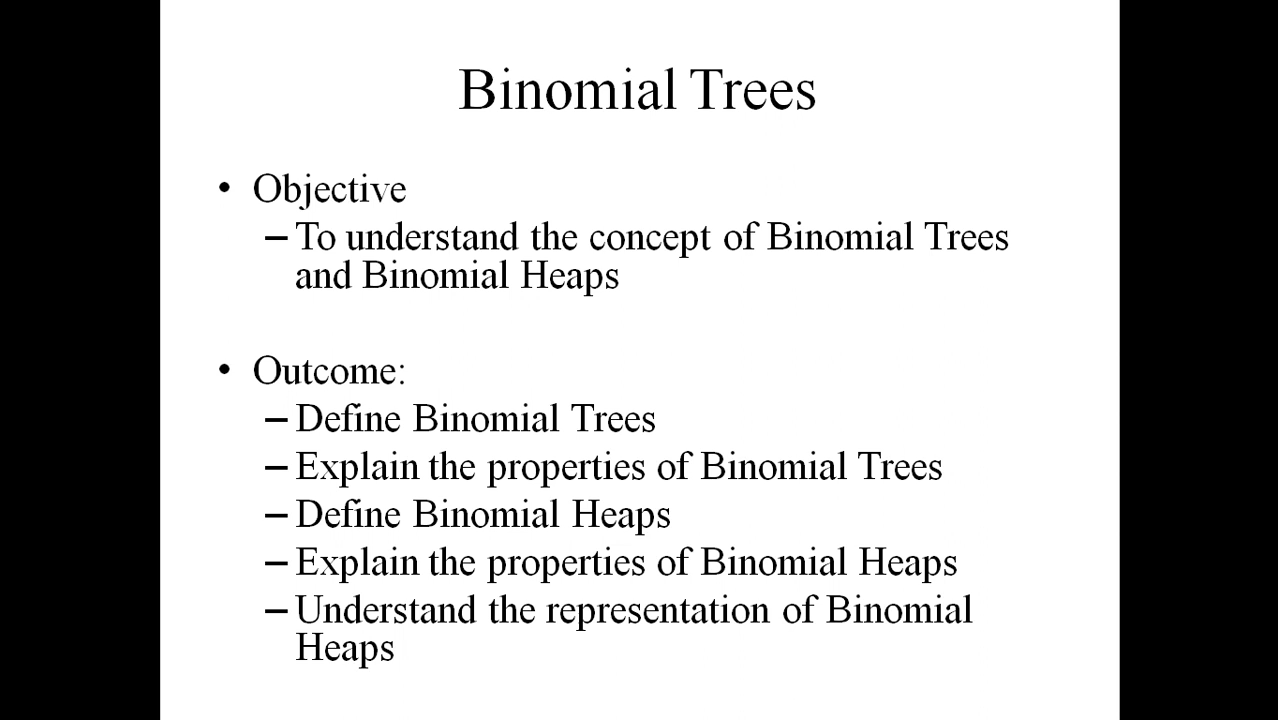 Binomial Trees
• Objective
– To understand the concept of Binomial Trees
and Binomial Heaps
• Outcome:
– Define Binomial Trees
– Explain the properties of Binomial Trees
– Define Binomial Heaps
– Explain the properties of Binomial Heaps
– Understand the representation of Binomial
Heaps